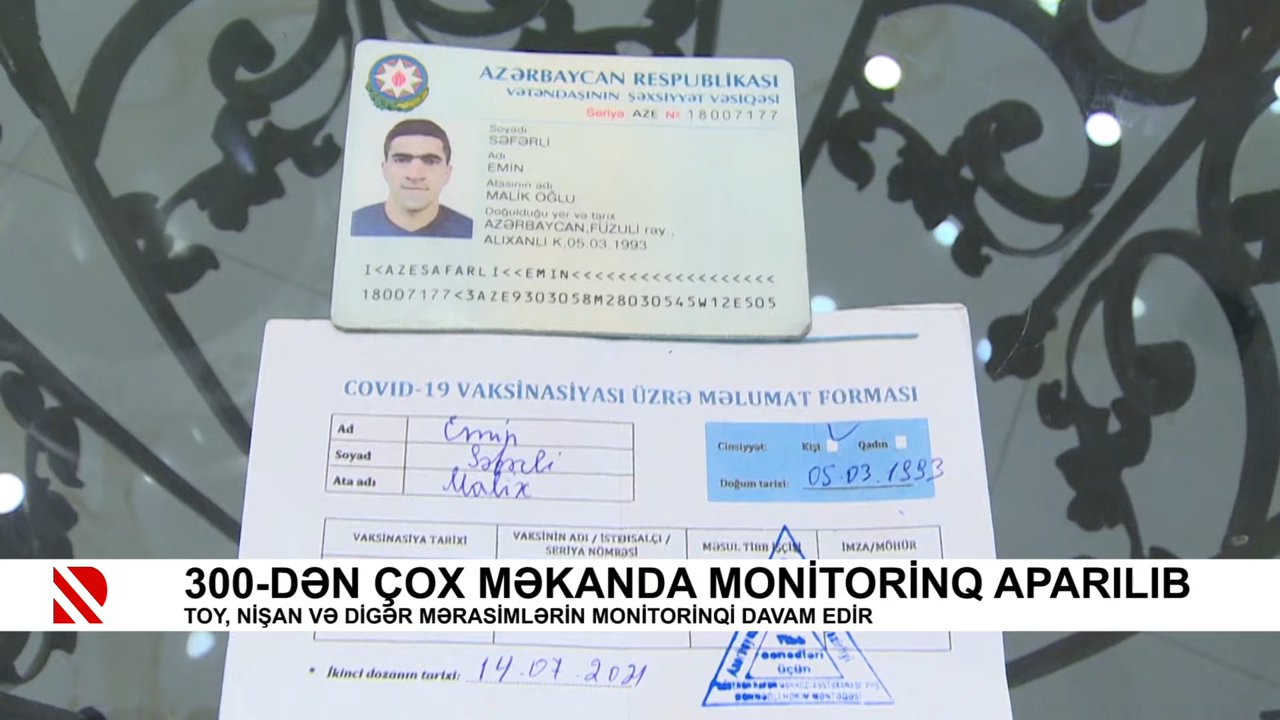 AZƏRBAYCAN RESPUBLİKASI
VƏTƏNDAŞININ ŞƏXSİYYƏT VƏSİQƏSİ
Seriya AZE № 18007177
Soyadı
SƏFƏRLİ
Adı
EMİN
Atasının adı
MALİK OĞLU
Doğulduğu yer və tarix
AZƏRBAYCAN,FÜZULİ ray.,
ALIXANLI K,05.03.1993
I<AZESAFARLI<<EMIN<<<<<<<<<<<<<<<<<<
18007177<3AZE9303058M28030545W12E505
COVID-19 VAKSİNASİYASI ÜZRƏ MƏLUMAT FORMASI
Ad Emin
Soyad Səfərli
Ata adı Malix
Cinsiyyət: Kişi Qadın
Doğum tarixi: 05.03.1993
VAKSİNASİYA TARİXİ
VAKSİNİN ADI / İSTEHSALÇI /
SERİYA NÖMRƏSİ
MƏSUL TİBB İŞÇİSİ
İMZA/MÖHÜR
300-DƏN ÇOX MƏKANDA MONİTORİNQ APARILIB
TOY, NİŞAN VƏ DİGƏR MƏRASİMLƏRİN MONİTORİNQİ DAVAM EDİR
Tibb
sənədləri
üçün
* İkinci dozanın tarixi: 14.07.2021